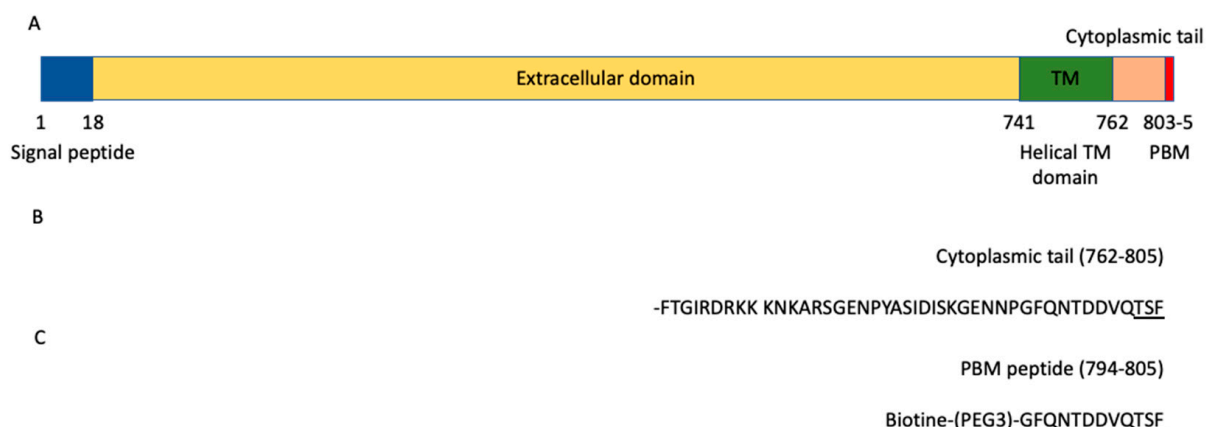 A
Cytoplasmic tail
Extracellular domain
TM
1 18 741 762 803-5
Signal peptide Helical TM PBM
domain
B
Cytoplasmic tail (762-805)
-FTGIRDRKK KNKARSGENPYASIDISKGENNPGFQNTDDVQTSF
C
PBM peptide (794-805)
Biotine-(PEG3)-GFQNTDDVQTSF